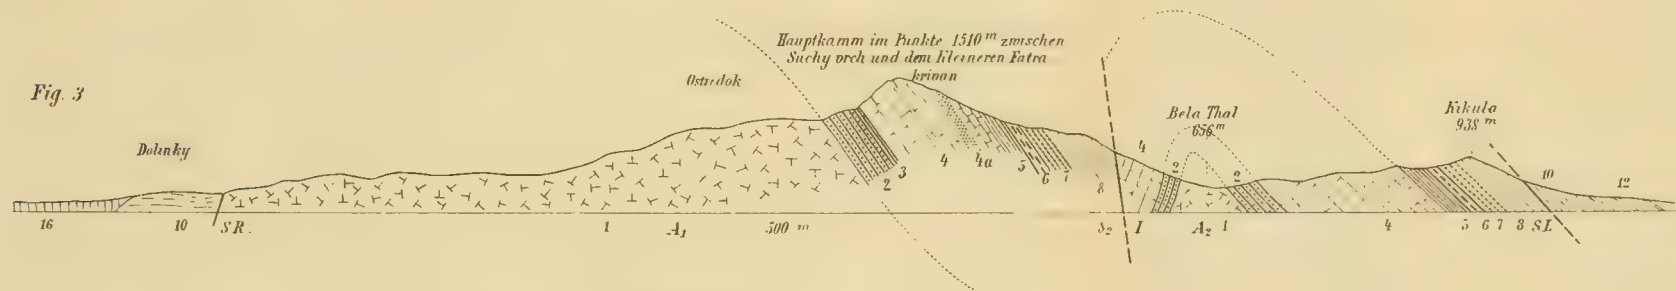 Fig. 3
Dolinky
Ostredok
Hauptkamm im Punkte 1510 m zwischen
Suchy vrch und dem kleineren Fatra
krivan
Bela Thal
656 m
Kikula
938 m
2 3 4 4a 5 6 7 8 4 2 2 10 12
16 10 SR. 1 A1 500 m S2 I A2 1 4 5 6 7 8 SI.